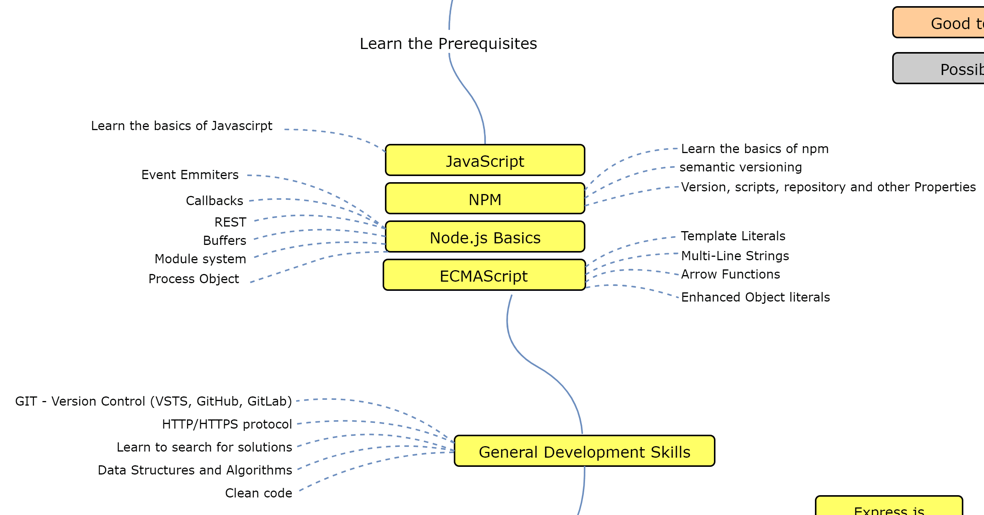 Learn the Prerequisites
Good
Learn the basics of Javascirpt
JavaScript
Learn the basics of npm
semantic versioning
Version, scripts, repository and other Properties
NPM
Event Emmiters
Callbacks
REST
Buffers
Module system
Process Object
Node.js Basics
Template Literals
Multi-Line Strings
Arrow Functions
Enhanced Object literals
ECMAScript
GIT - Version Control (VSTS, GitHub, GitLab)
HTTP/HTTPS protocol
Learn to search for solutions
Data Structures and Algorithms
Clean code
General Development Skills
Express.js